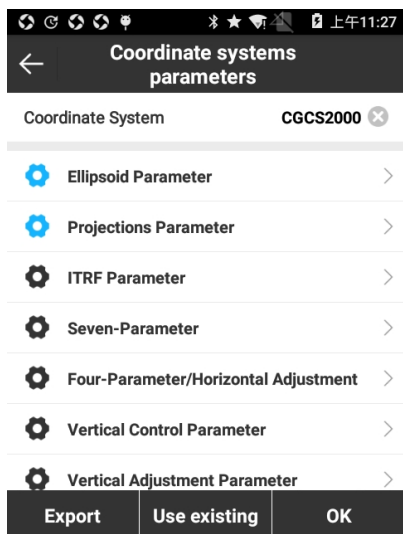 上午11:27
Coordinate systems
parameters
Coordinate System CGCS2000
Ellipsoid Parameter
Projections Parameter
ITRF Parameter
Seven-Parameter
Four-Parameter/Horizontal Adjustment
Vertical Control Parameter
Vertical Adjustment Parameter
Export Use existing OK